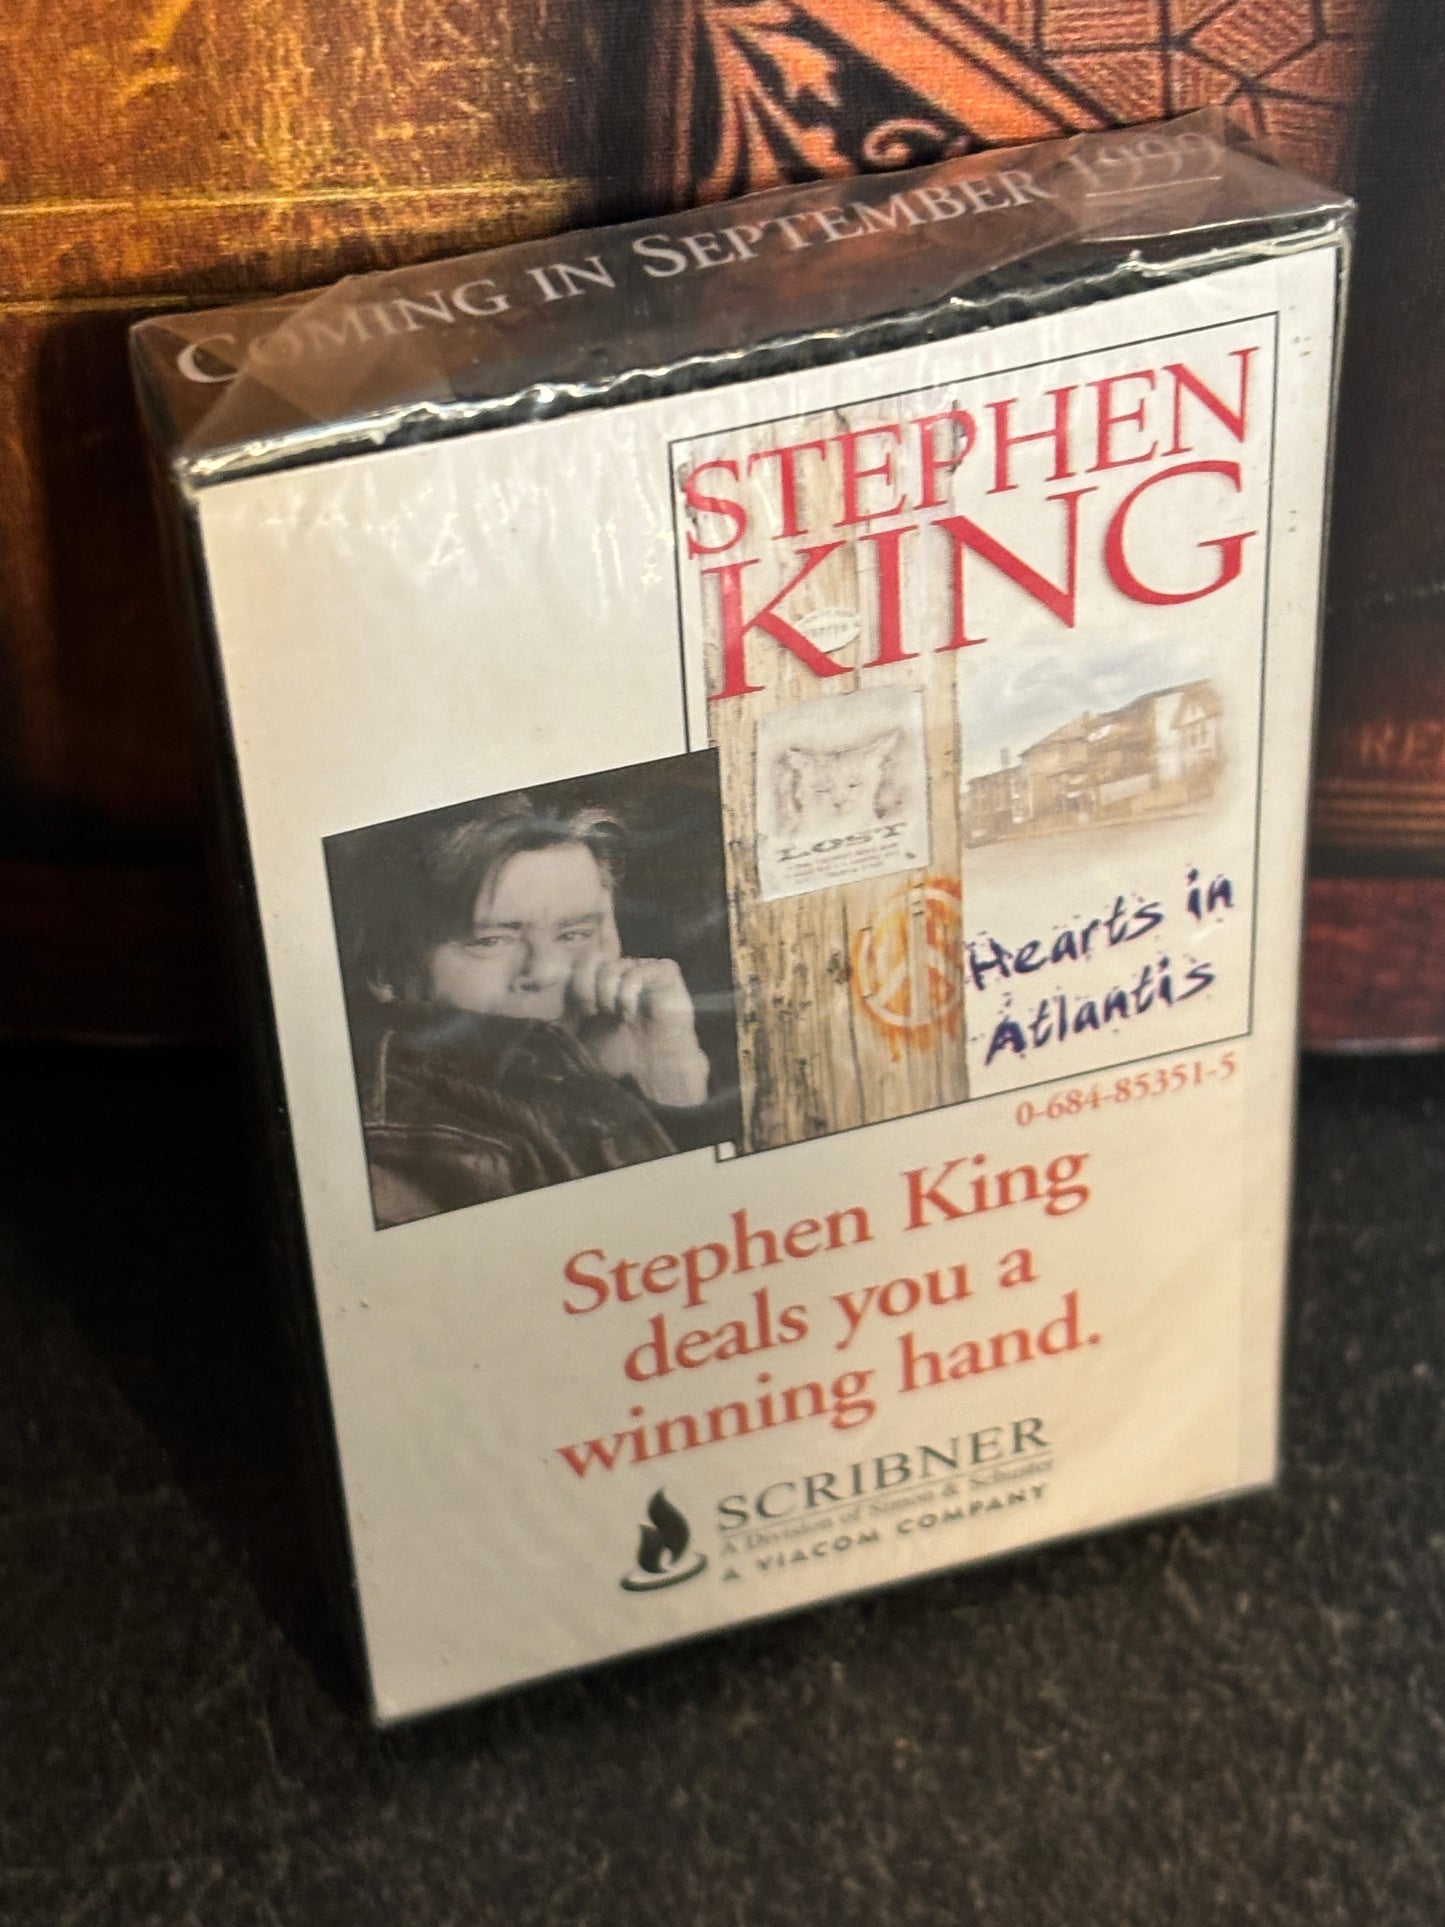 COMING IN SEPTEMBER 1999
STEPHEN
KING
LOST
Hearts in
Atlantis
0-684-85351-5
Stephen King
deals you a
winning hand.
SCRIBNER
A Division of Simon & Schuster
A VIACOM COMPANY